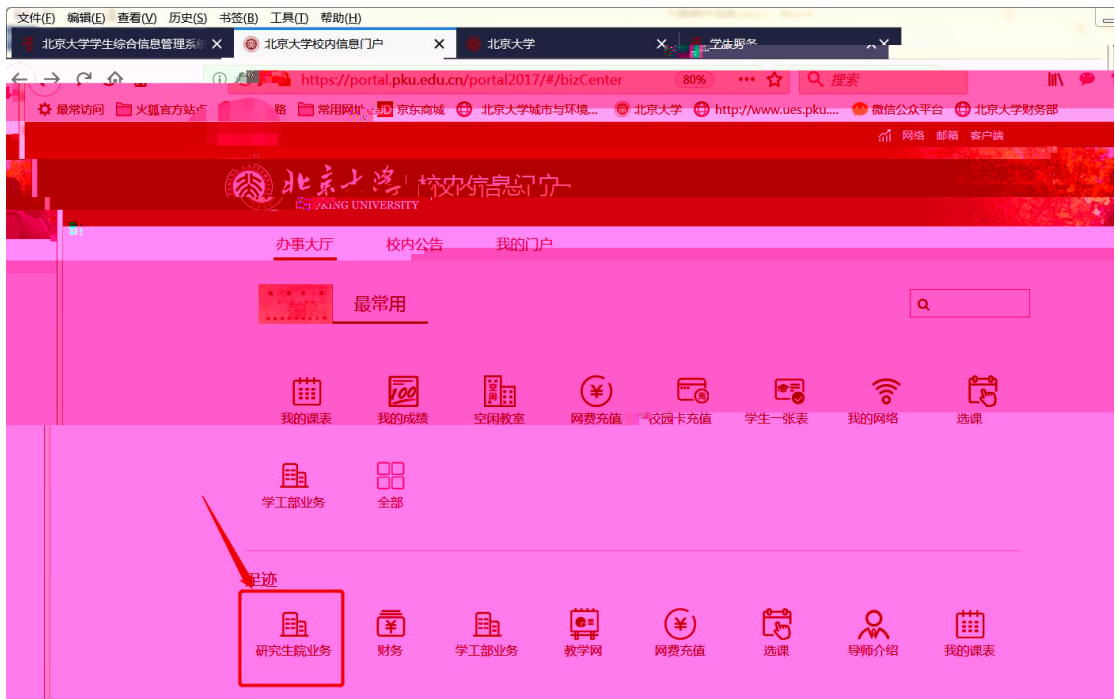 文件(F) 编辑(E) 查看(V) 历史(S) 书签(B) 工具(T) 帮助(H)
北京大学学生综合信息管理系统 × 北京大学校内信息门户 × 北京大学 ×
https://portal.pku.edu.cn/portal2017/#/bizCenter 80% 搜索
最常访问 火狐官方站点 常用网址 JD 京东商城 北京大学城市与环境... 北京大学 http://www.ues.pku.... 微信公众平台 北京大学财务部
网络 邮箱 客户端
北京大学 校内信息门户
PEKING UNIVERSITY
办事大厅 校内公告 我的门户
最常用
我的课表 我的成绩 空闲教室 网费充值 校园卡充值 学生一张表 我的网络 选课
学工部业务 全部
足迹
研究生院业务 财务 学工部业务 教学网 网费充值 选课 导师介绍 我的课表